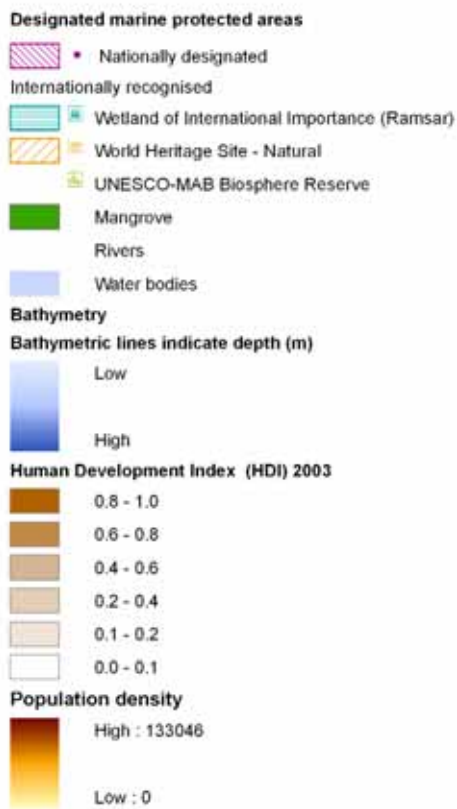 Designated marine protected areas
Nationally designated
Internationally recognised
Wetland of International Importance (Ramsar)
World Heritage Site - Natural
UNESCO-MAB Biosphere Reserve
Mangrove
Rivers
Water bodies
Bathymetry
Bathymetric lines indicate depth (m)
Low
High
Human Development Index (HDI) 2003
0.8 - 1.0
0.6 - 0.8
0.4 - 0.6
0.2 - 0.4
0.1 - 0.2
0.0 - 0.1
Population density
High : 133046
Low : 0